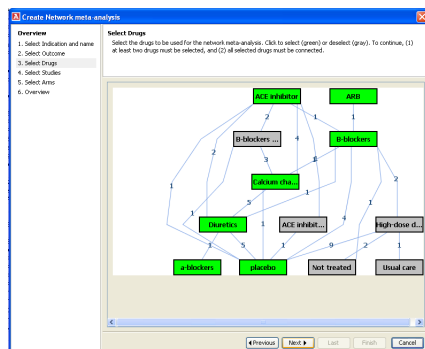 Create Network meta-analysis
Overview
1. Select Indication and name
2. Select Outcome
3. Select Drugs
4. Select Studies
5. Select Arms
6. Overview
Select Drugs
Select the drugs to be used for the network meta-analysis. Click to select (green) or deselect (gray). To continue, (1)
at least two drugs must be selected, and (2) all selected drugs must be connected.
ACE inhibitor
ARB
2
1
1
B-blockers ...
4
B-blockers
2
3
1
Calcium cha...
2
1
5
1
1
Diuretics
1
ACE inhibit...
4
High-dose d...
1
5
1
9
2
1
a-blockers
placebo
Not treated
Usual care
Previous
Next
Last
Finish
Cancel